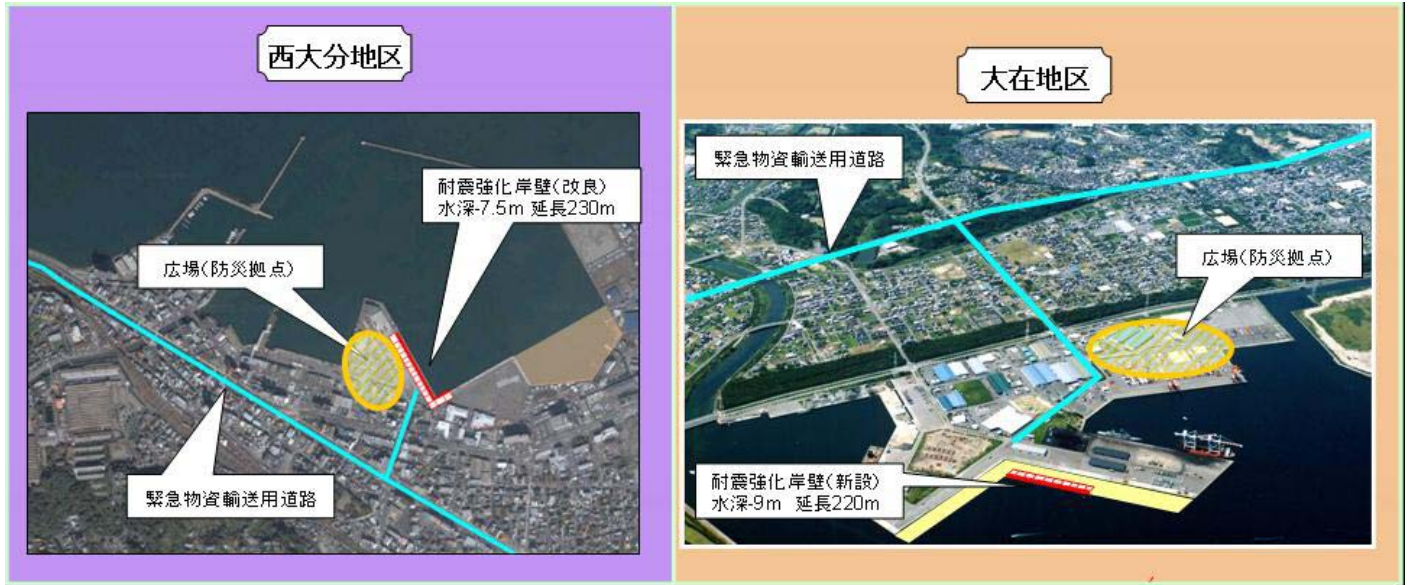 西大分地区
耐震強化岸壁(改良)
水深-7.5m 延長230m
広場(防災拠点)
緊急物資輸送用道路
大在地区
緊急物資輸送用道路
広場(防災拠点)
耐震強化岸壁(新設)
水深-9m 延長220m